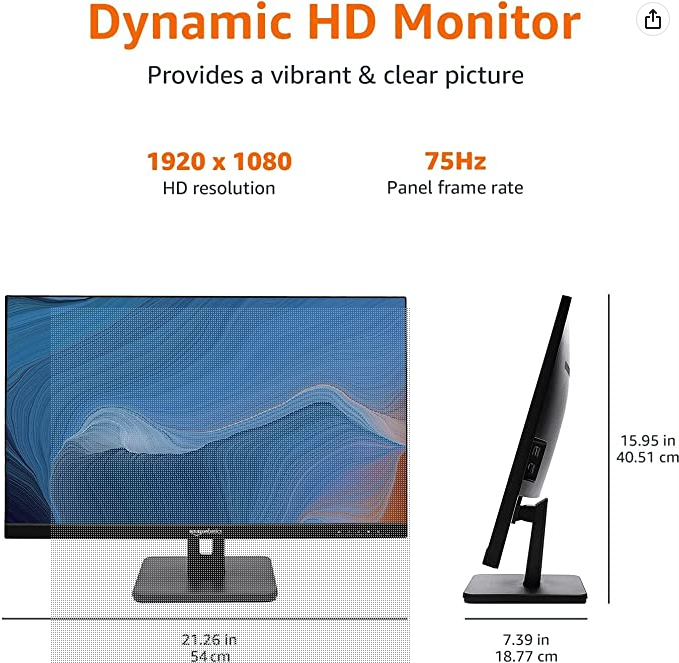 Dynamic HD Monitor
Provides a vibrant & clear picture
1920 x 1080
HD resolution
75Hz
Panel frame rate
amazonbasics
15.95 in
40.51 cm
21.26 in
54 cm
7.39 in
18.77 cm